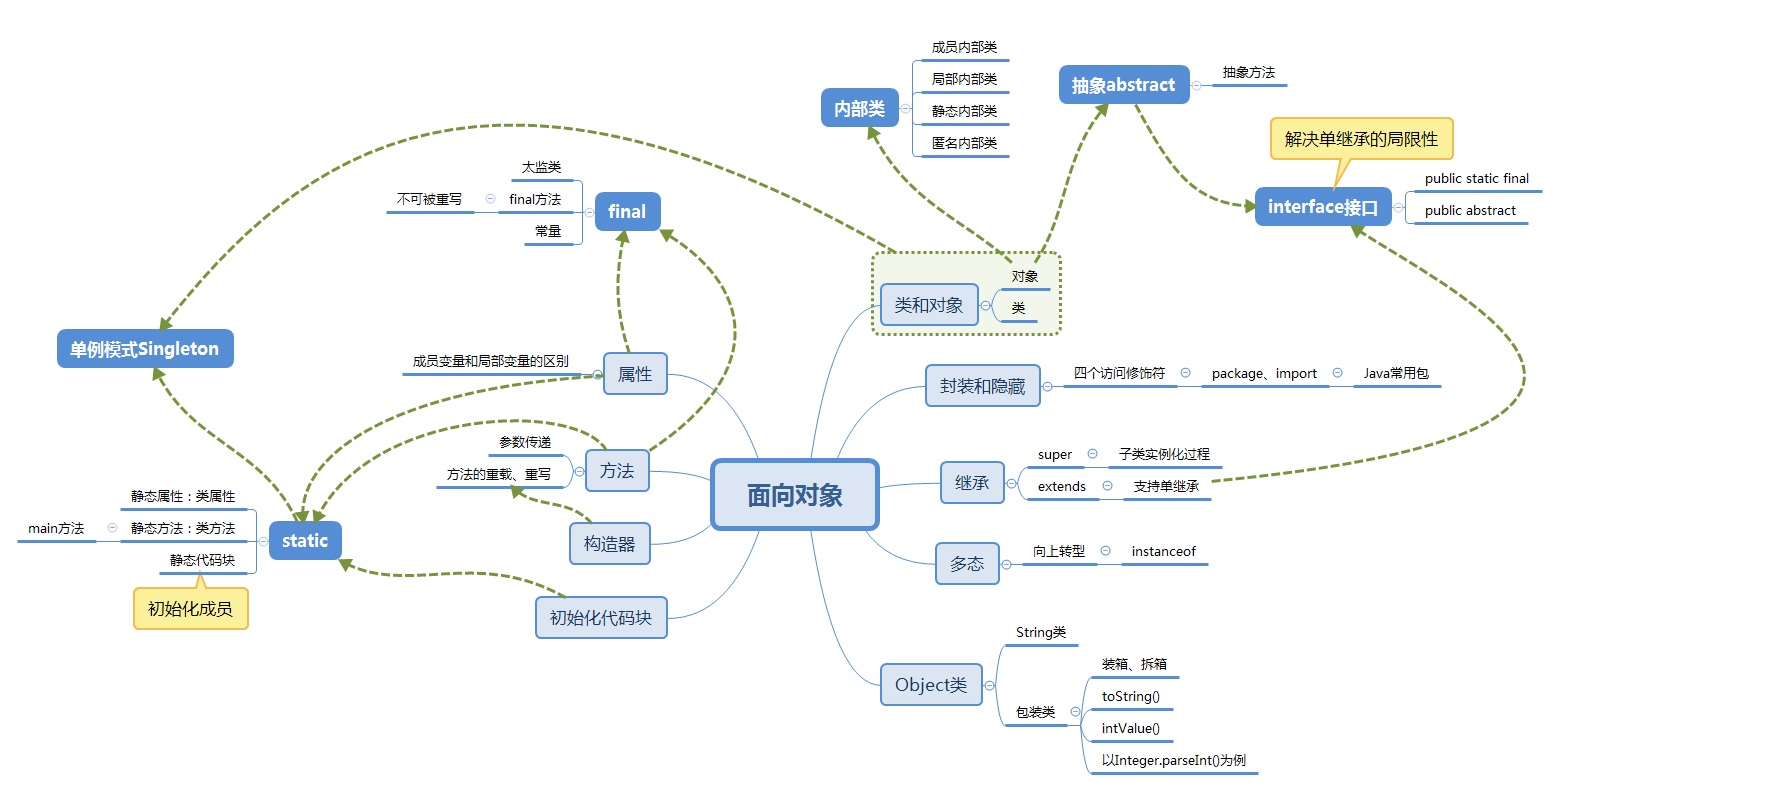 成员内部类
局部内部类
静态内部类
匿名内部类
内部类
抽象abstract
抽象方法
解决单继承的局限性
interface接口
public static final
public abstract
太监类
不可被重写
final方法
常量
final
对象
类和对象
类
单例模式Singleton
成员变量和局部变量的区别
属性
封装和隐藏
四个访问修饰符
package、import
Java常用包
参数传递
方法的重载、重写
方法
面向对象
继承
super
子类实例化过程
extends
支持单继承
静态属性：类属性
main方法
静态方法：类方法
静态代码块
static
初始化成员
构造器
初始化代码块
多态
向上转型
instanceof
Object类
String类
包装类
装箱、拆箱
toString()
intValue()
以Integer.parseInt()为例